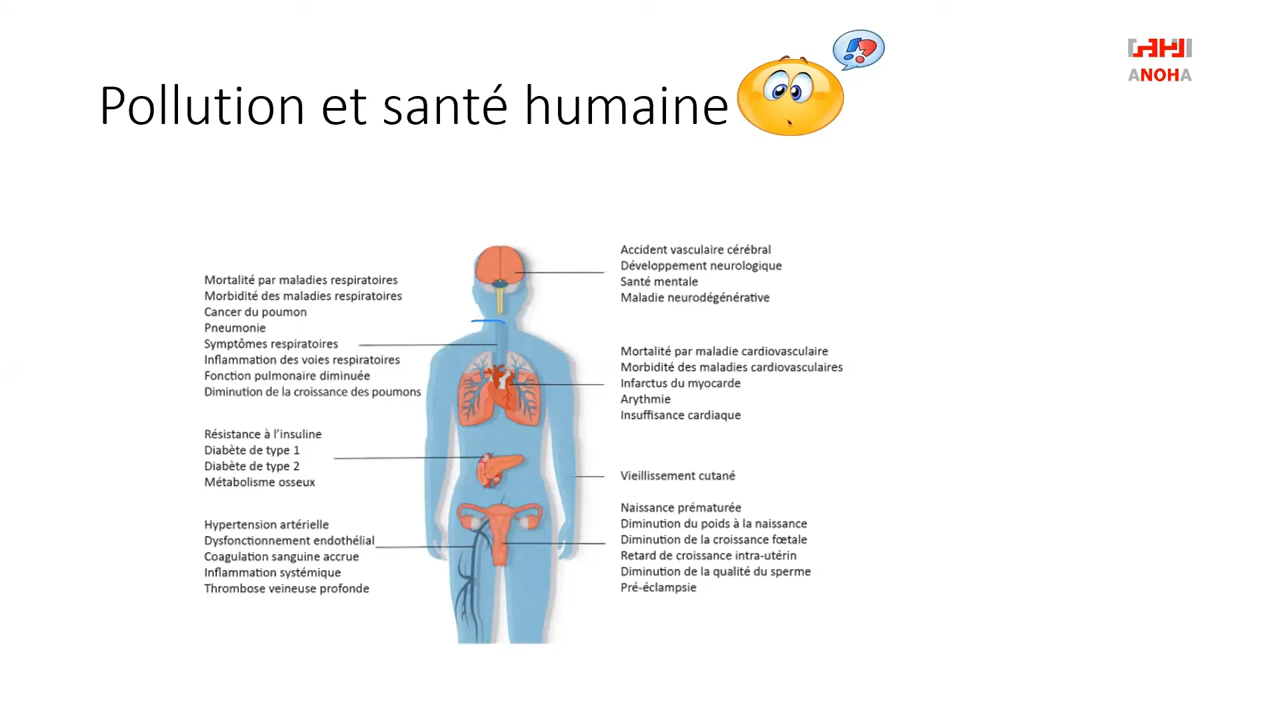 Pollution et santé humaine
ANOHA
Mortalité par maladies respiratoires
Morbidité des maladies respiratoires
Cancer du poumon
Pneumonie
Symptômes respiratoires
Inflammation des voies respiratoires
Fonction pulmonaire diminuée
Diminution de la croissance des poumons
Résistance à l'insuline
Diabète de type 1
Diabète de type 2
Métabolisme osseux
Hypertension artérielle
Dysfonctionnement endothélial
Coagulation sanguine accrue
Inflammation systémique
Thrombose veineuse profonde
Accident vasculaire cérébral
Développement neurologique
Santé mentale
Maladie neurodégénérative
Mortalité par maladie cardiovasculaire
Morbidité des maladies cardiovasculaires
Infarctus du myocarde
Arythmie
Insuffisance cardiaque
Vieillissement cutané
Naissance prématurée
Diminution du poids à la naissance
Diminution de la croissance fœtale
Retard de croissance intra-utérin
Diminution de la qualité du sperme
Pré-éclampsie